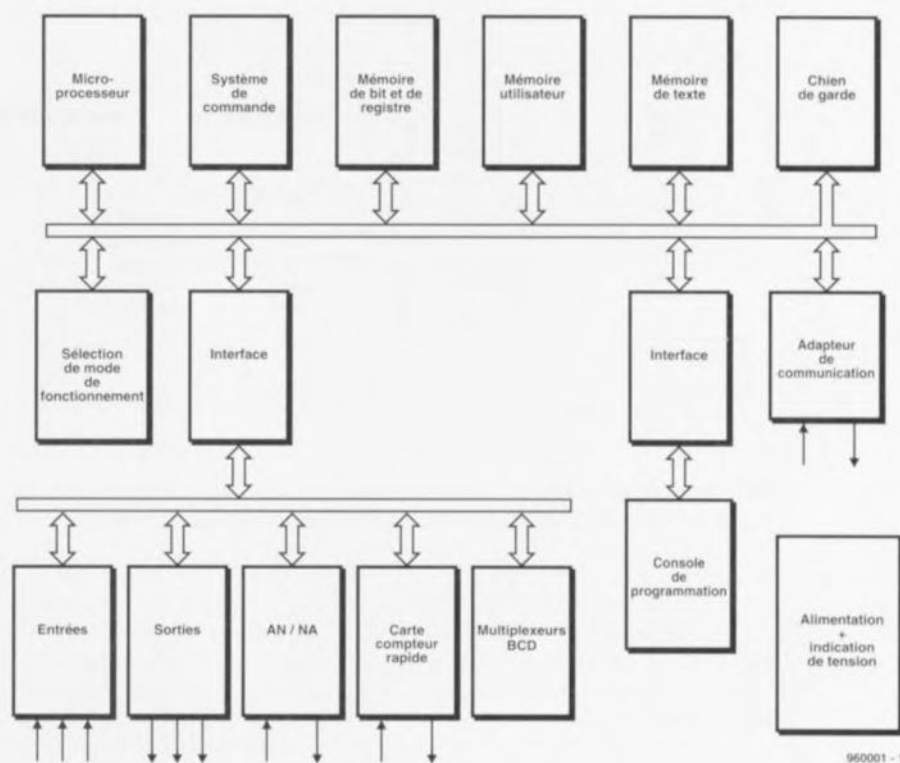 Micro-
processeur
Système
de
commande
Mémoire
de bit et de
registre
Mémoire
utilisateur
Mémoire
de texte
Chien
de garde
Sélection
de mode
de
fonctionnement
Interface
Interface
Adapteur
de
communication
Entrées
Sorties
AN / NA
Carte
compteur
rapide
Multiplexeurs
BCD
Console
de
programmation
Alimentation
+
indication
de tension
960001 -